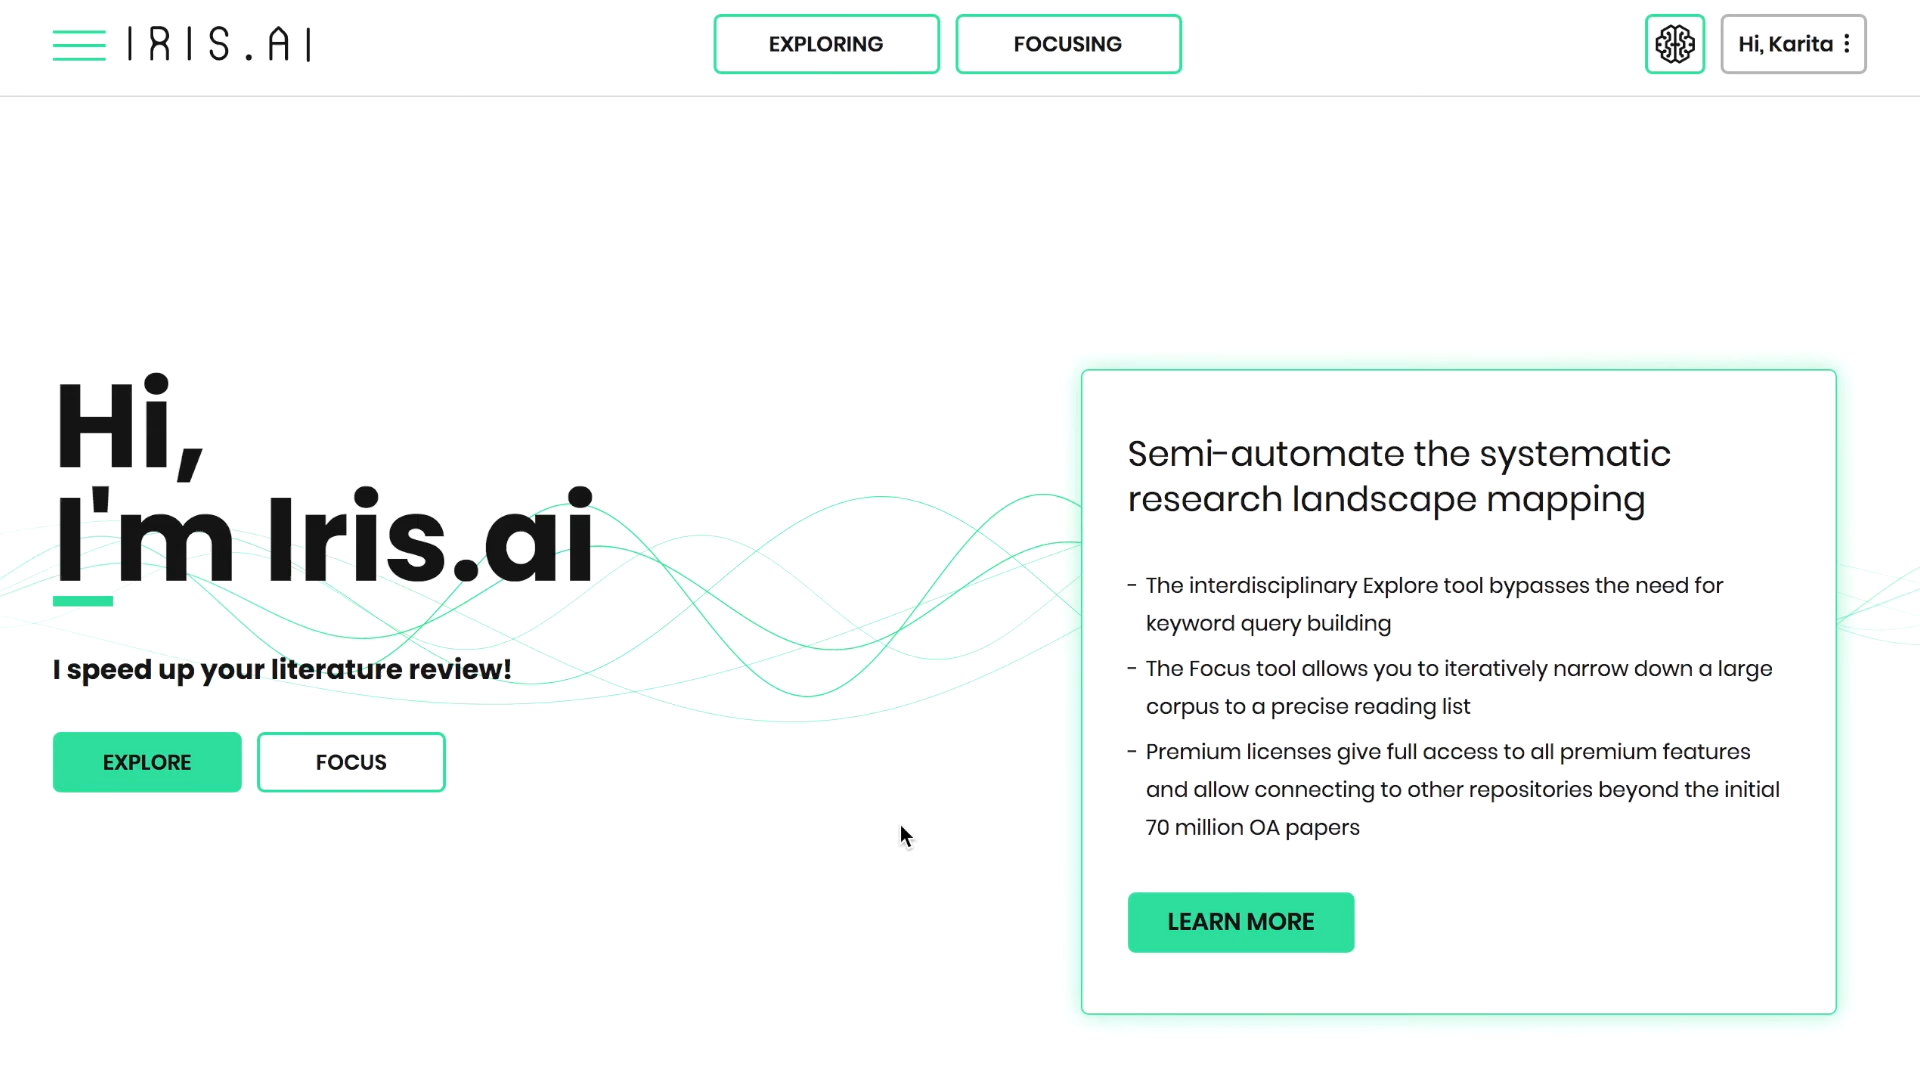 IRIS.AI
EXPLORING
FOCUSING
Hi, Karita
Hi,
I'm Iris.ai
I speed up your literature review!
EXPLORE
FOCUS
Semi-automate the systematic
research landscape mapping
- The interdisciplinary Explore tool bypasses the need for
keyword query building
- The Focus tool allows you to iteratively narrow down a large
corpus to a precise reading list
- Premium licenses give full access to all premium features
and allow connecting to other repositories beyond the initial
70 million OA papers
LEARN MORE